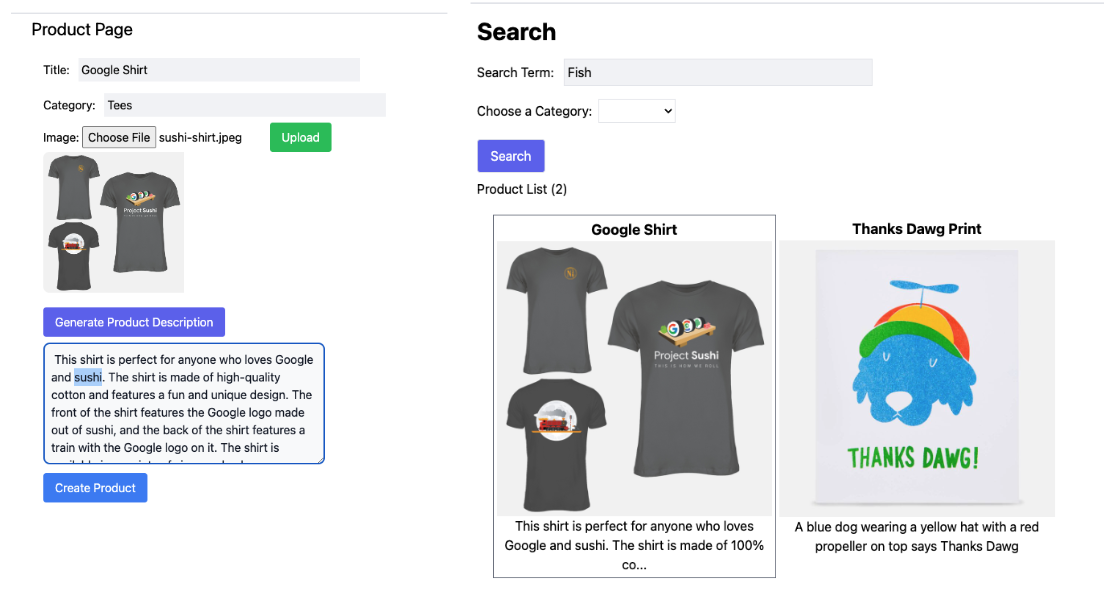 Product Page
Title: Google Shirt
Category: Tees
Image: Choose File sushi-shirt.jpeg Upload
Project Sushi
Generate Product Description
This shirt is perfect for anyone who loves Google
and sushi. The shirt is made of high-quality
cotton and features a fun and unique design. The
front of the shirt features the Google logo made
out of sushi, and the back of the shirt features a
train with the Google logo on it. The shirt is
Create Product
Search
Search Term: Fish
Choose a Category:
Search
Product List (2)
Google Shirt
Project Sushi
THIS IS HOW WE ROLL
This shirt is perfect for anyone who loves
Google and sushi. The shirt is made of 100%
co...
Thanks Dawg Print
THANKS DAWG!
A blue dog wearing a yellow hat with a red
propeller on top says Thanks Dawg